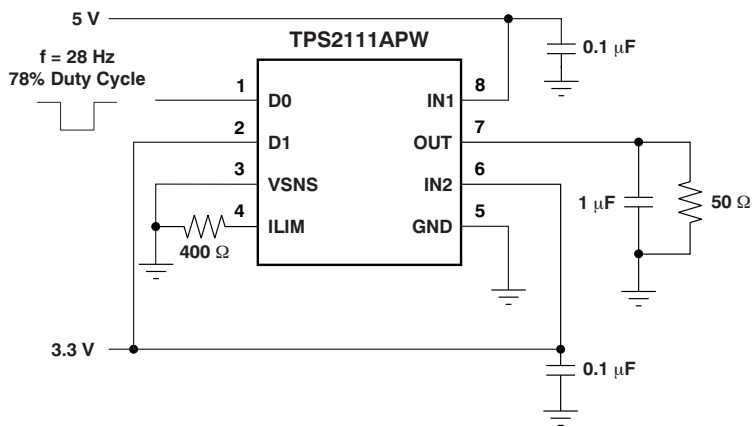 5 V
TPS2111APW
0.1 μF
f = 28 Hz
78% Duty Cycle
1
D0
IN1
8
2
D1
OUT
7
3
VSNS
IN2
6
1 μF
50 Ω
4
ILIM
GND
5
400 Ω
3.3 V
0.1 μF